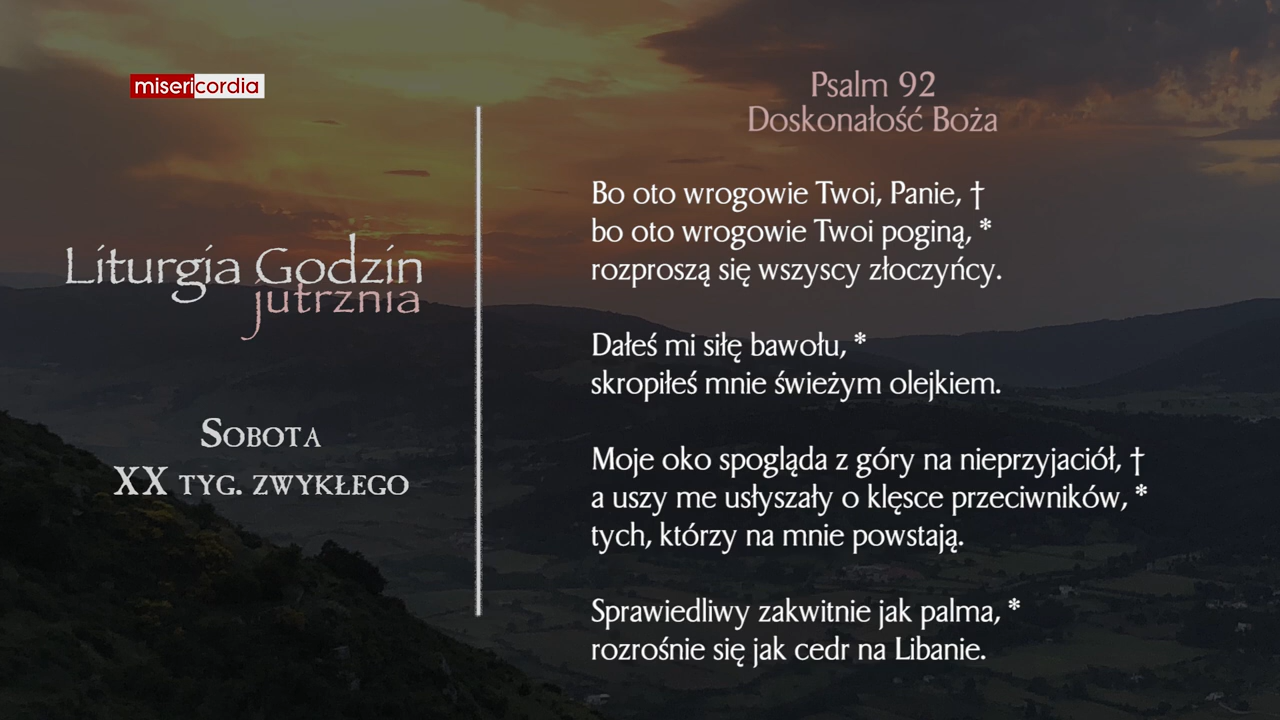 misericordia
Liturgia Godzin
jutrznia
Sobota
XX tyg. zwykłego
Psalm 92
Doskonałość Boża
Bo oto wrogowie Twoi, Panie, †
bo oto wrogowie Twoi poginą, *
rozproszą się wszyscy złoczyńcy.
Dałeś mi siłę bawołu, *
skropiłeś mnie świeżym olejkiem.
Moje oko spogląda z góry na nieprzyjaciół, †
a uszy me usłyszały o klęsce przeciwników, *
tych, którzy na mnie powstają.
Sprawiedliwy zakwitnie jak palma, *
rozrośnie się jak cedr na Libanie.